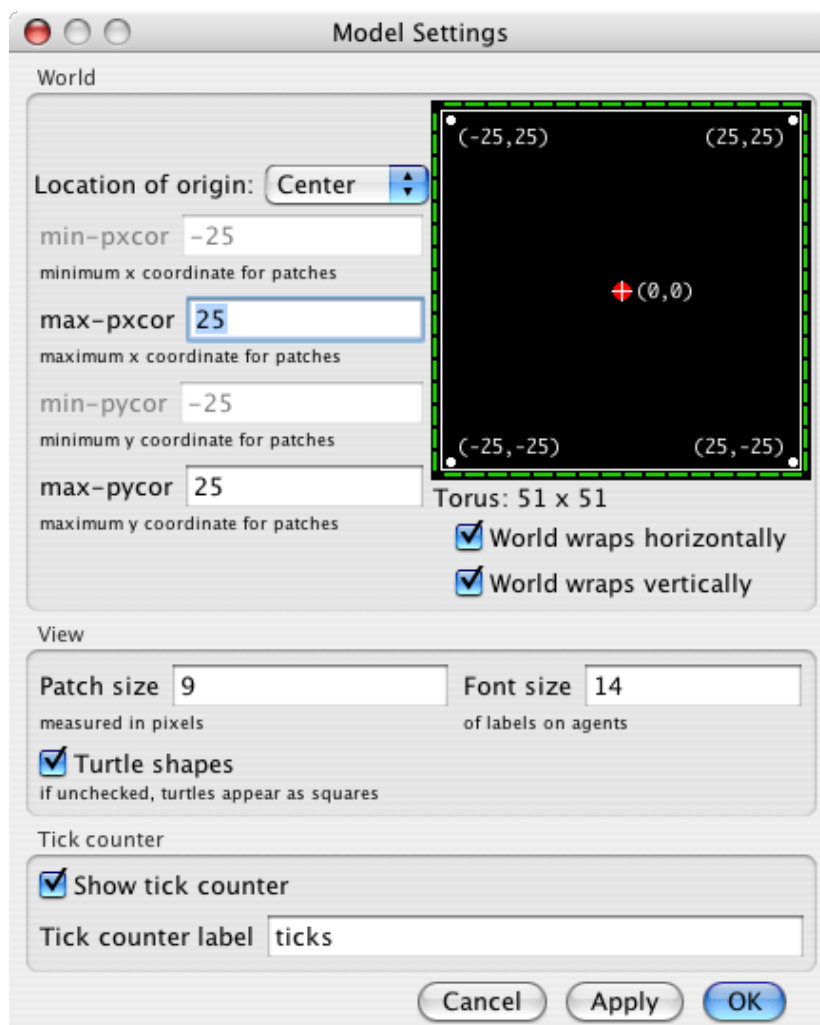 Model Settings
World
(-25,25) (25,25)
Location of origin: Center
min-pxcor -25
minimum x coordinate for patches
(0,0)
max-pxcor 25
maximum x coordinate for patches
min-pycor -25
minimum y coordinate for patches
(-25,-25) (25,-25)
max-pycor 25
maximum y coordinate for patches
Torus: 51 x 51
World wraps horizontally
World wraps vertically
View
Patch size 9
measured in pixels
Font size 14
of labels on agents
Turtle shapes
if unchecked, turtles appear as squares
Tick counter
Show tick counter
Tick counter label ticks
Cancel Apply OK